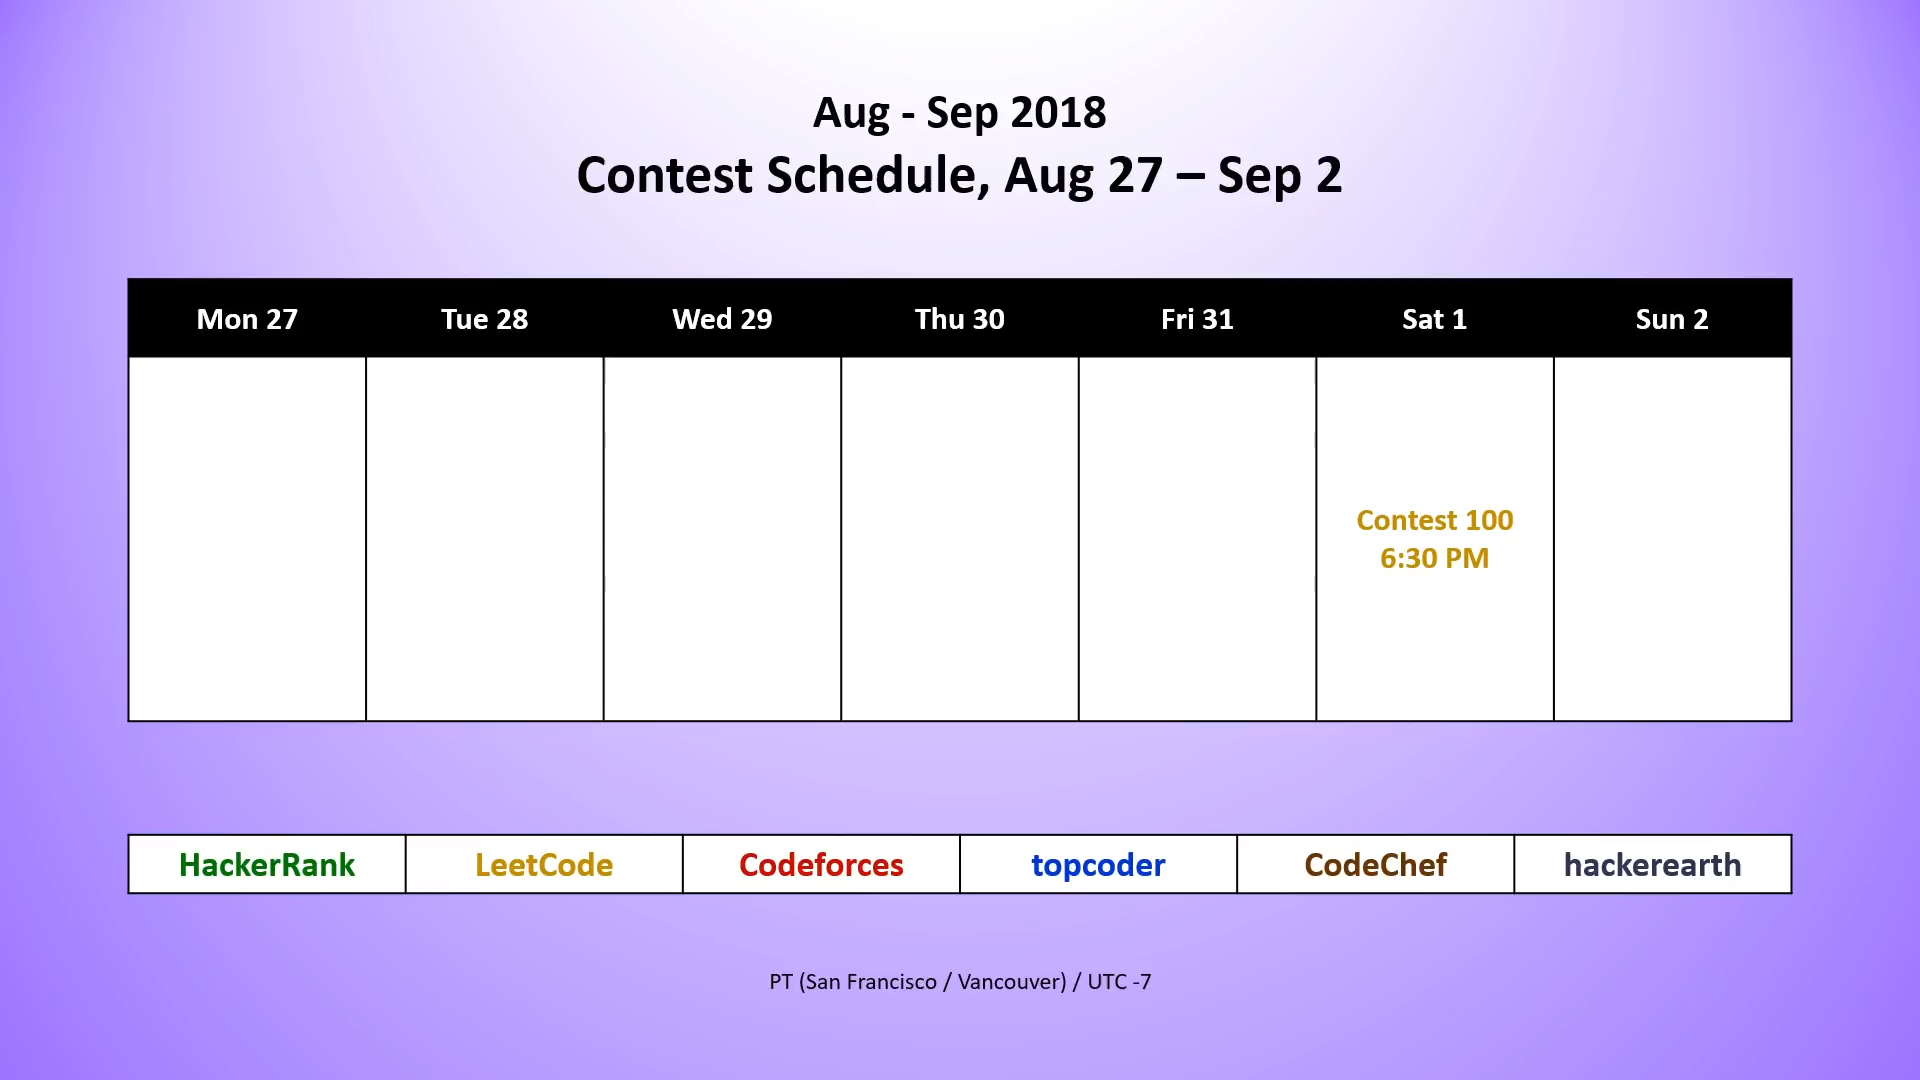 Aug - Sep 2018
Contest Schedule, Aug 27 – Sep 2
Mon 27 Tue 28 Wed 29 Thu 30 Fri 31 Sat 1 Sun 2
Contest 100
6:30 PM
HackerRank LeetCode Codeforces topcoder CodeChef hackerearth
PT (San Francisco / Vancouver) / UTC -7